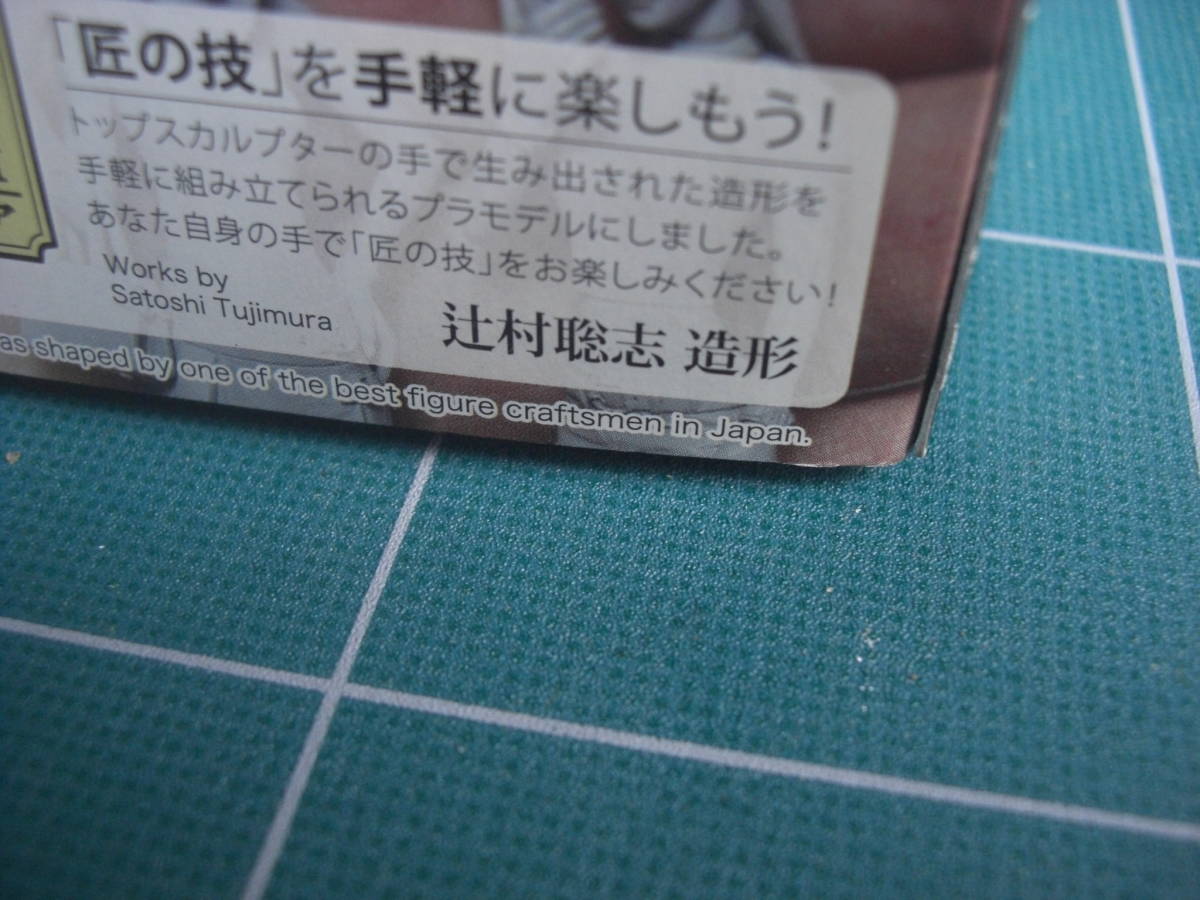 「匠の技」を手軽に楽しもう!
トップスカルプターの手で生み出された造形を
手軽に組み立てられるプラモデルにしました。
あなた自身の手で「匠の技」をお楽しみください!
Works by
Satoshi Tujimura
辻村聡志 造形
as shaped by one of the best figure craftsmen in Japan.